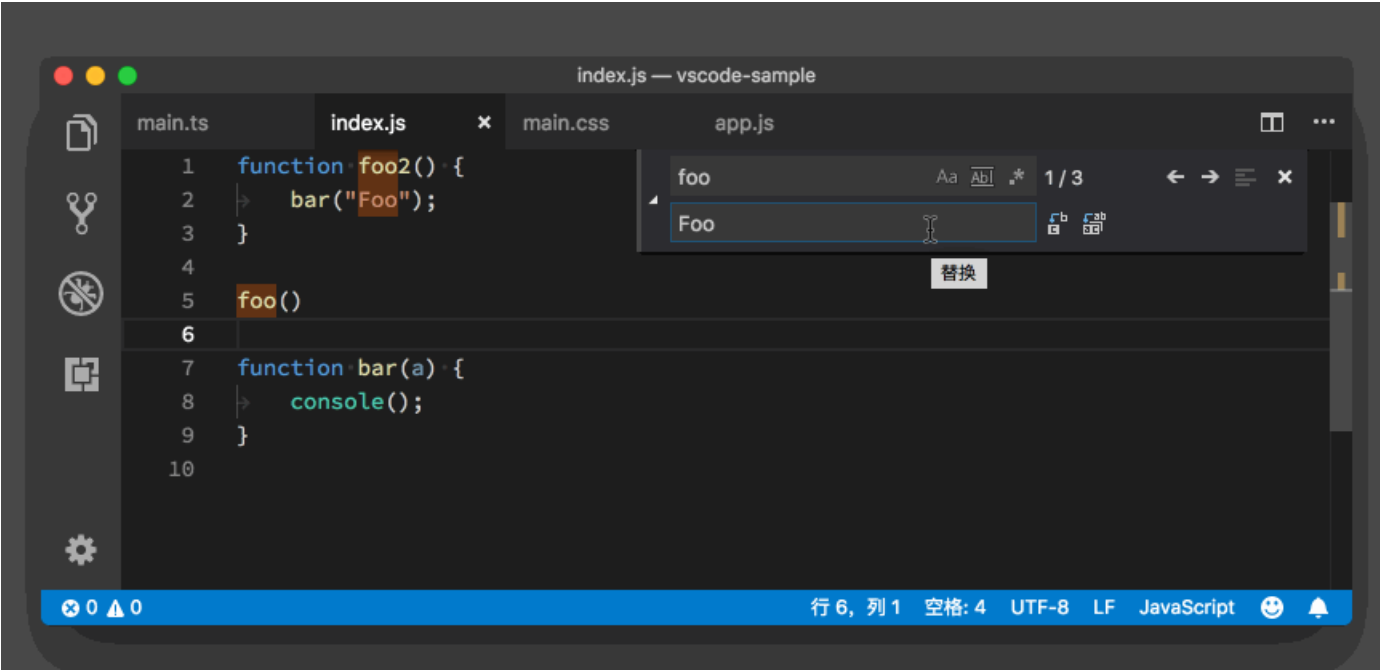 index.js — vscode-sample
main.ts index.js × main.css app.js ···
1 function foo2() {
2 bar("Foo");
3 }
4
5 foo()
6
7 function bar(a) {
8 console();
9 }
10
foo Aa Abl .* 1/3
Foo
替换
0 0 行 6，列 1 空格: 4 UTF-8 LF JavaScript